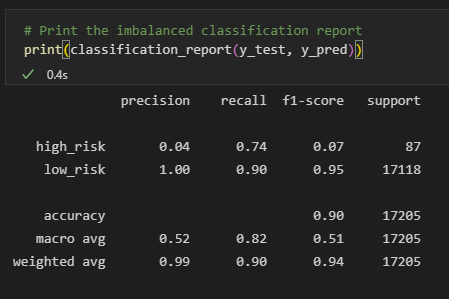 # Print the imbalanced classification report
print(classification_report(y_test, y_pred))
0.4s
precision recall f1-score support
high_risk 0.04 0.74 0.07 87
low_risk 1.00 0.90 0.95 17118
accuracy 0.90 17205
macro avg 0.52 0.82 0.51 17205
weighted avg 0.99 0.90 0.94 17205